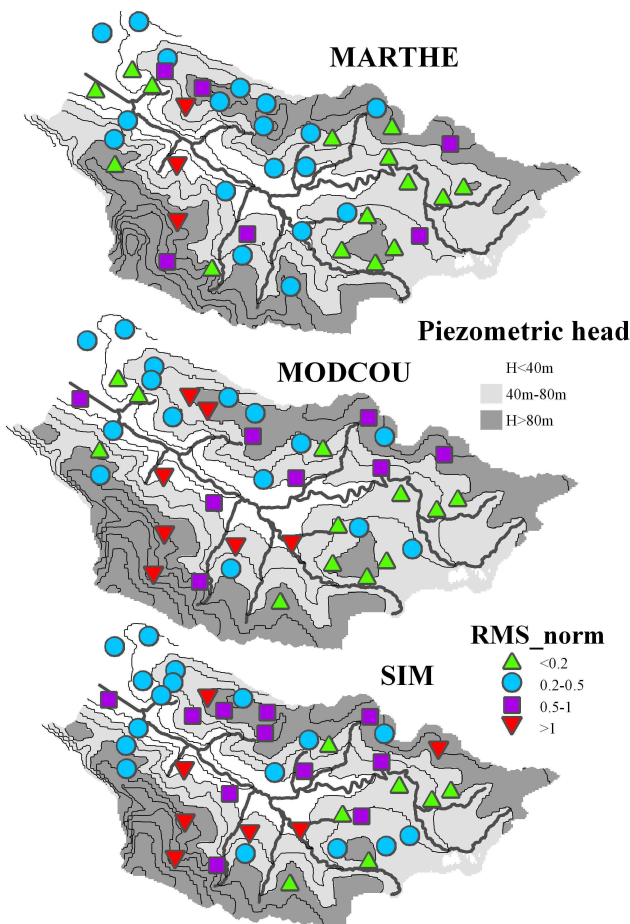 MARTHE
Piezometric head
MODCOU
H<40m
40m-80m
H>80m
RMS_norm
SIM
<0.2
0.2-0.5
0.5-1
>1